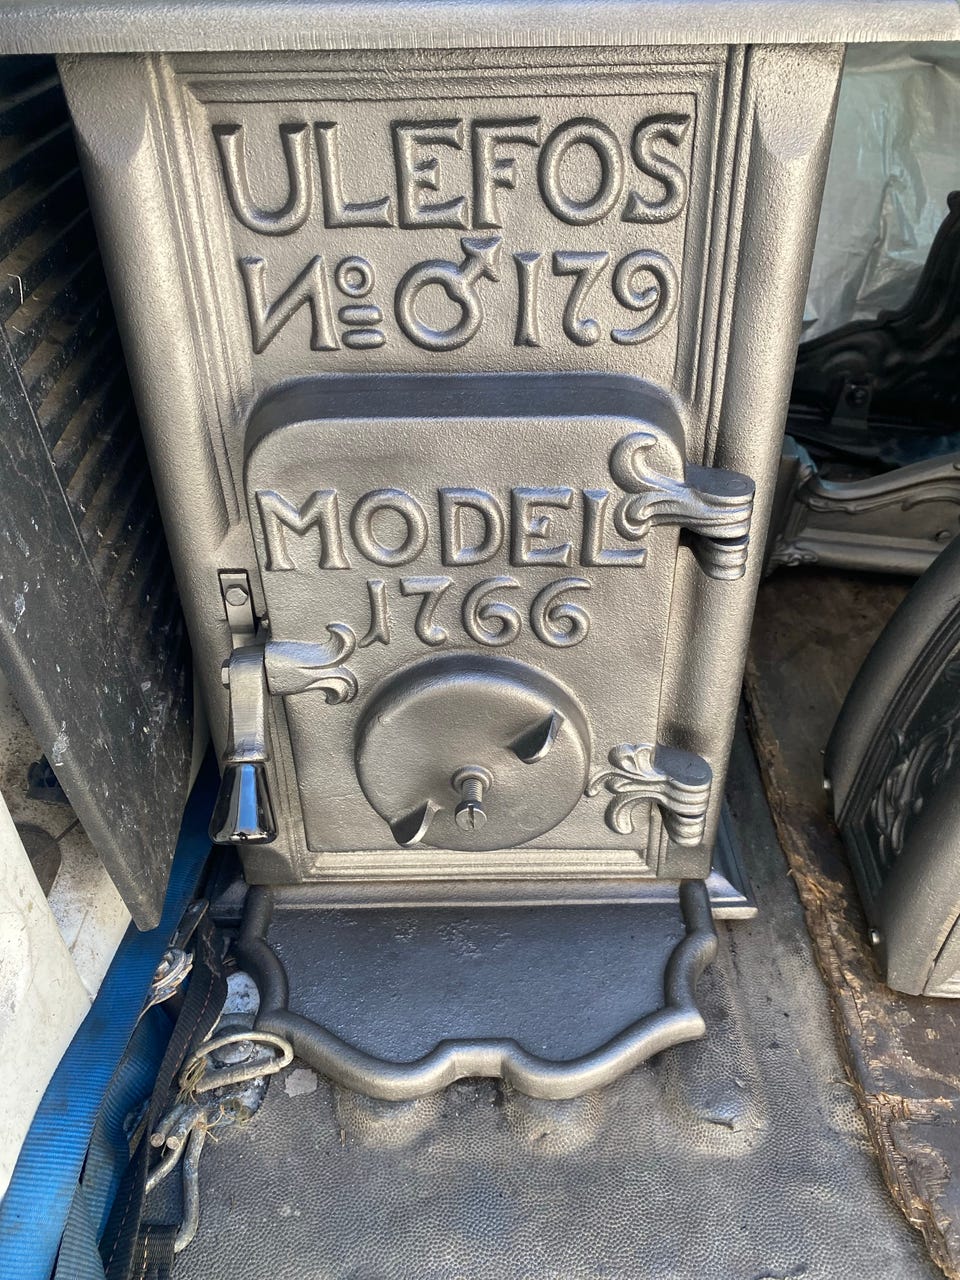 ULEFOS
Nº ♂ 179
MODEL
1766